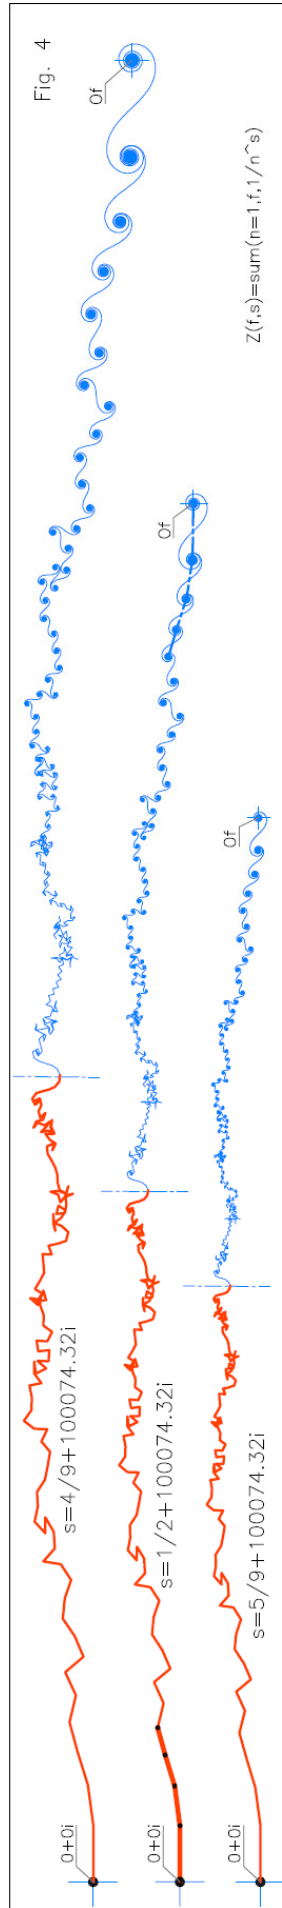 Fig. 4
0f
s=4/9+100074.32i
0+0i
0f
s=1/2+100074.32i
0+0i
Z(f,s)=sum(n=1,f,1/n^s)
0f
s=5/9+100074.32i
0+0i